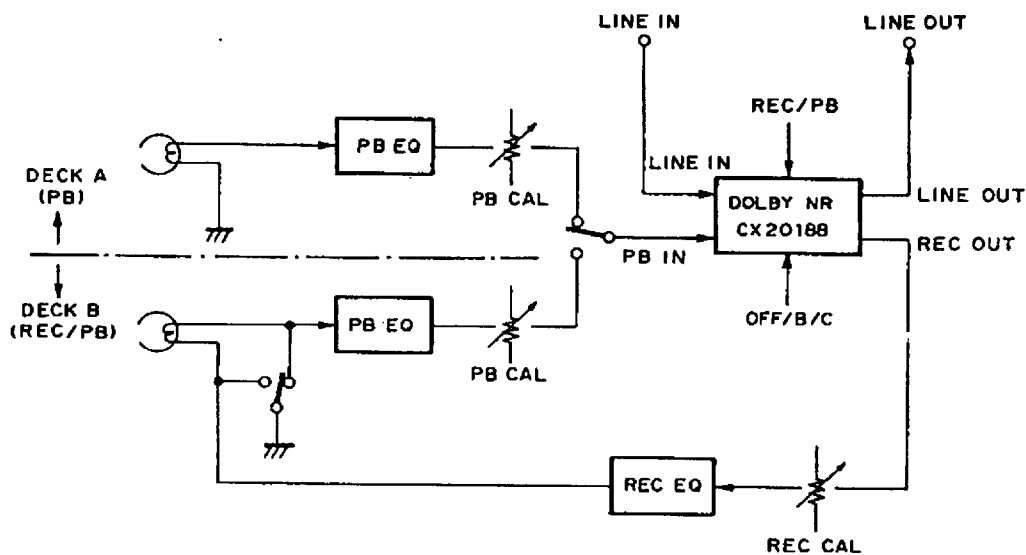 LINE IN
LINE OUT
REC/PB
PB EQ
LINE IN
DECK A
(PB)
PB CAL
DOLBY NR
CX20188
LINE OUT
PB IN
REC OUT
DECK B
(REC/PB)
PB EQ
OFF/B/C
PB CAL
REC EQ
REC CAL